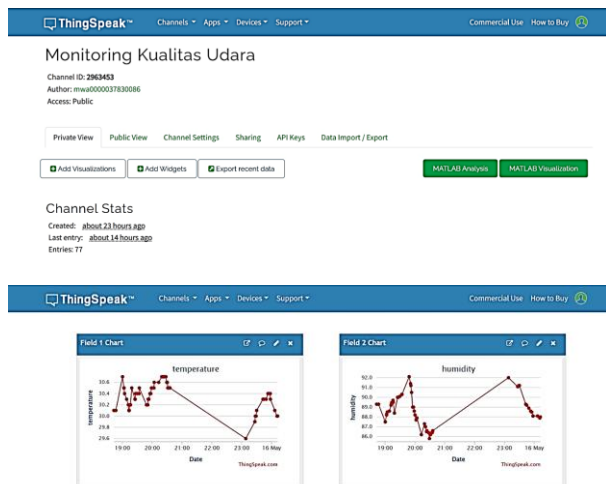 ThingSpeak™ Channels Apps Devices Support Commercial Use How to Buy
Monitoring Kualitas Udara
Channel ID: 2963453
Author: mwa0000037830086
Access: Public
Private View Public View Channel Settings Sharing API Keys Data Import / Export
Add Visualizations Add Widgets Export recent data MATLAB Analysis MATLAB Visualization
Channel Stats
Created: about 23 hours ago
Last entry: about 14 hours ago
Entries: 77
ThingSpeak™ Channels Apps Devices Support Commercial Use How to Buy
Field 1 Chart
temperature
temperature
30.6
30.4
30.2
30.0
29.8
29.6
19:00 20:00 21:00 22:00 23:00 16 May
Date
ThingSpeak.com
Field 2 Chart
humidity
humidity
92.0
91.0
90.0
89.0
88.0
87.0
86.0
19:00 20:00 21:00 22:00 23:00 16 May
Date
ThingSpeak.com